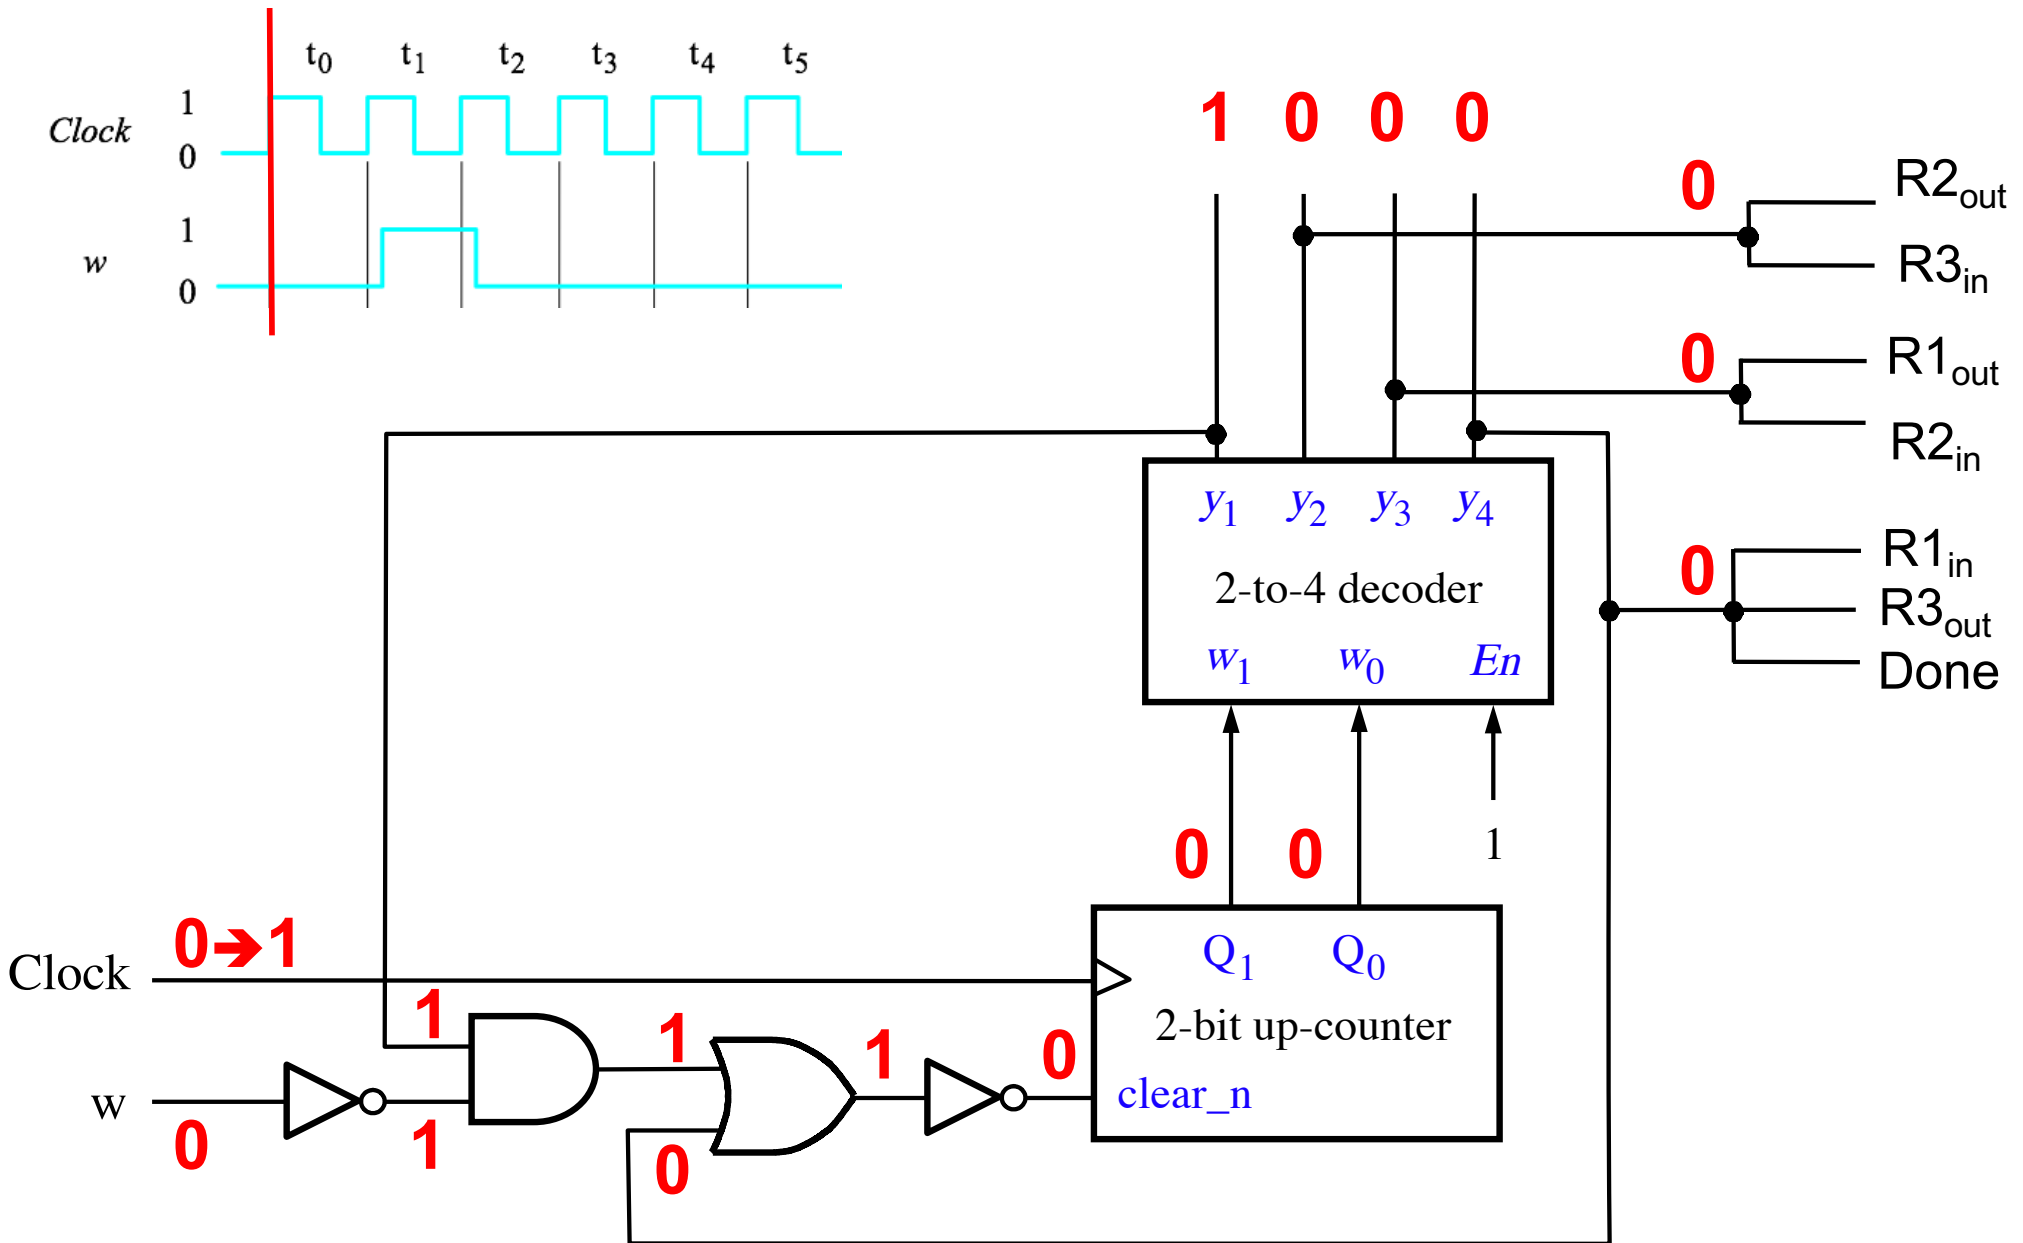 t0 t1 t2 t3 t4 t5
1
Clock
0
1
w
0
1 0 0 0
0 R2out
R3in
0 R1out
R2in
y1 y2 y3 y4
2-to-4 decoder
w1 w0 En
0 R1in
R3out
Done
0 0 1
Clock 0➔1
Q1 Q0
2-bit up-counter
clear_n
1 1 1 0
w
0 1 0